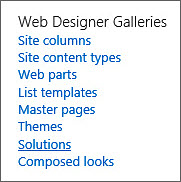 Web Designer Galleries
Site columns
Site content types
Web parts
List templates
Master pages
Themes
Solutions
Composed looks